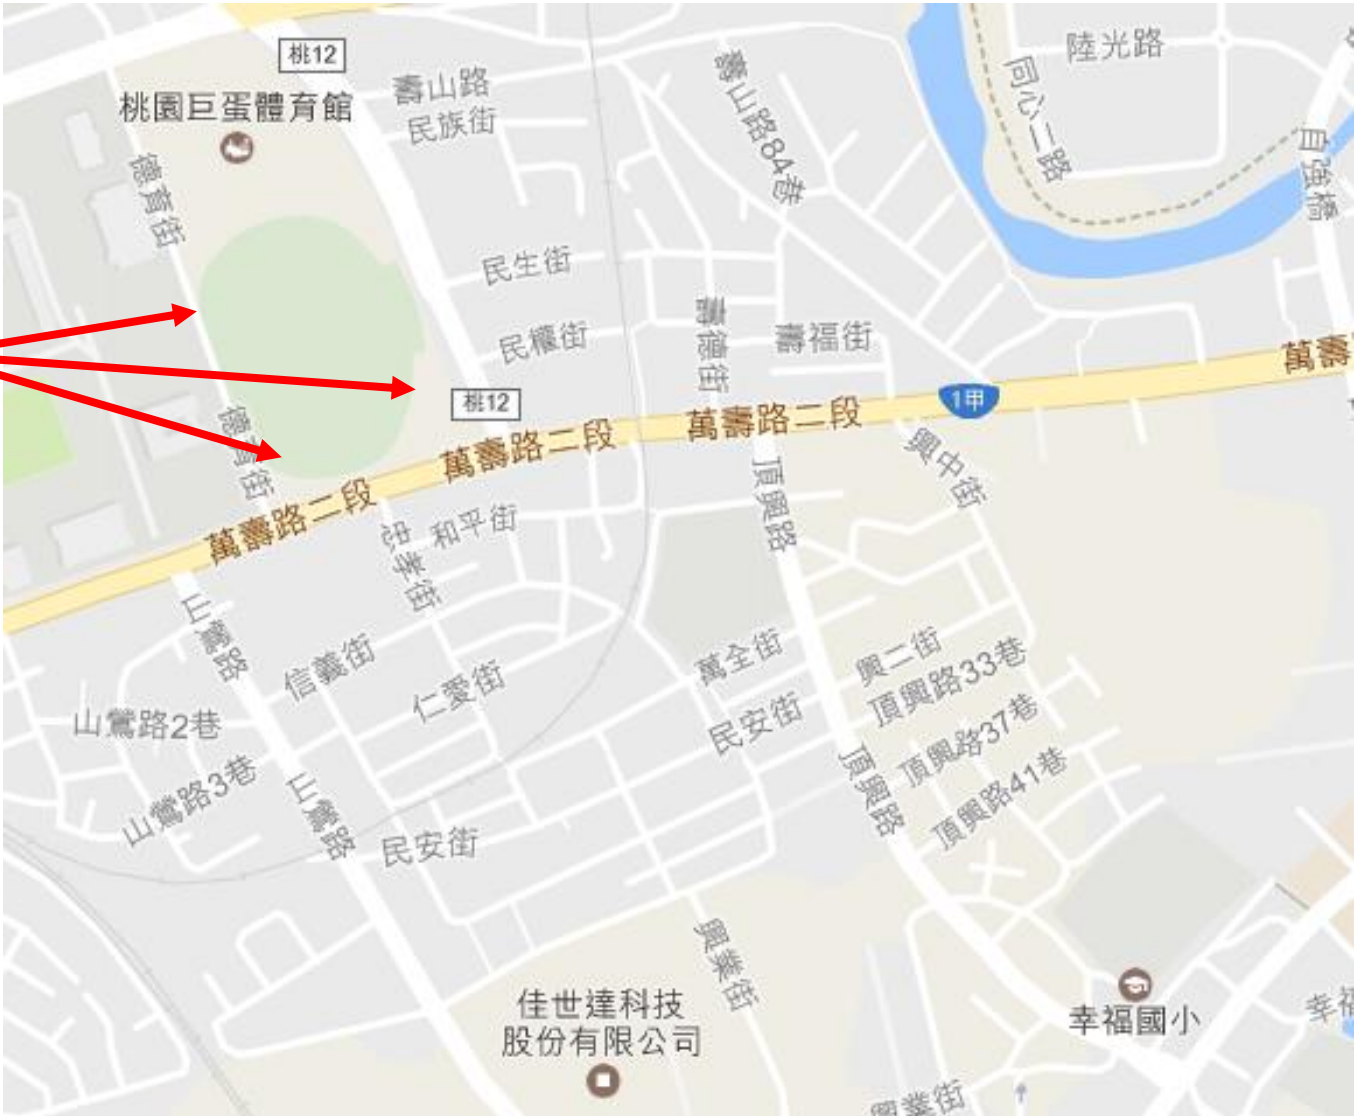 陸光路
桃12
同心二路
壽山路
壽山路84巷
桃園巨蛋體育館
民族街
自強橋
德育街
民生街
壽德街
民權街
壽福街
萬壽
桃12
1甲
萬壽路二段
萬壽路二段
德育街
興中街
萬壽路二段
頂興路
和平街
忠孝街
山鶯路
萬全街
興二街
信義街
頂興路33巷
仁愛街
山鶯路2巷
民安街
頂興路37巷
山鶯路3巷
頂興路
頂興路41巷
山鶯路
民安街
興業街
佳世達科技
股份有限公司
幸福國小
幸福
興業街